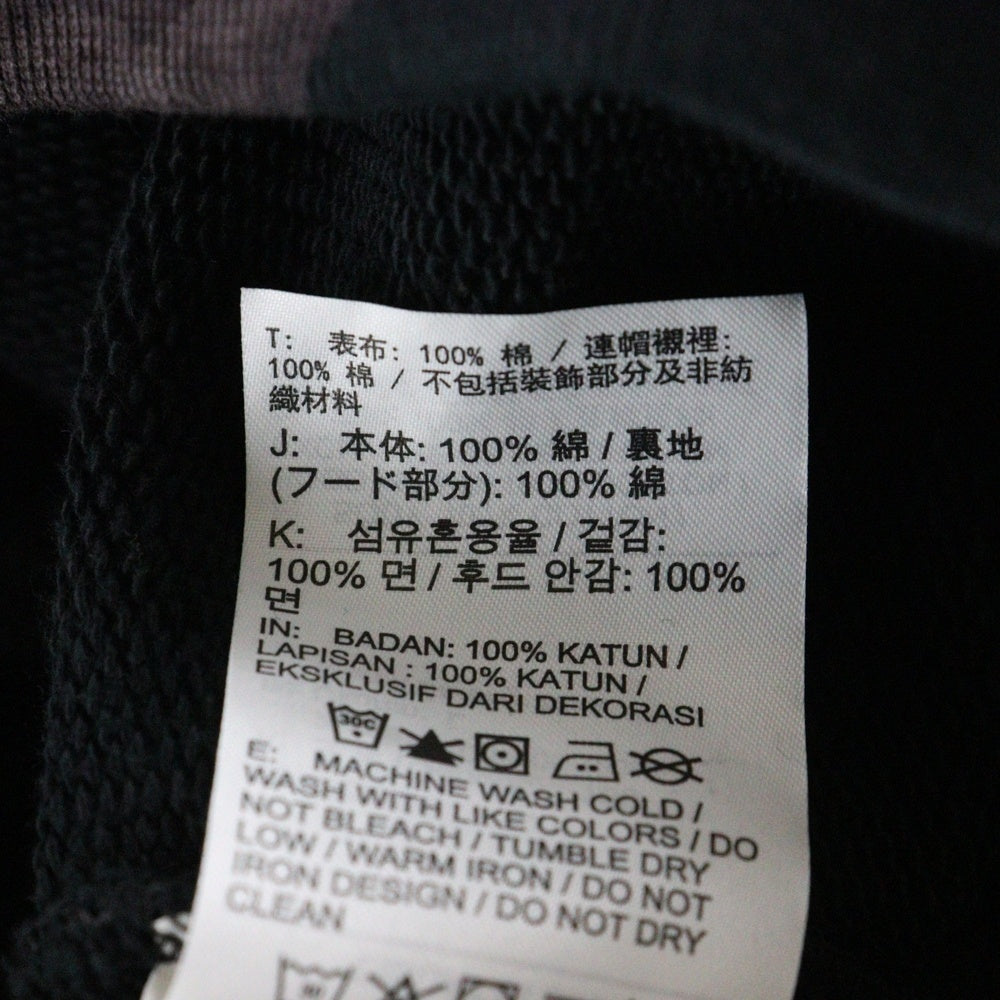 T: 表布: 100% 棉 / 連帽襯裡:
100% 棉 / 不包括裝飾部分及非紡
織材料
J: 本体: 100% 綿 / 裏地
(フード部分): 100% 綿
K: 섬유혼용율 / 겉감:
100% 면 / 후드 안감: 100%
면
IN: BADAN: 100% KATUN /
LAPISAN : 100% KATUN /
EKSKLUSIF DARI DEKORASI
30C
E: MACHINE WASH COLD /
WASH WITH LIKE COLORS / DO
NOT BLEACH / TUMBLE DRY
LOW / WARM IRON / DO NOT
IRON DESIGN / DO NOT DRY
CLEAN